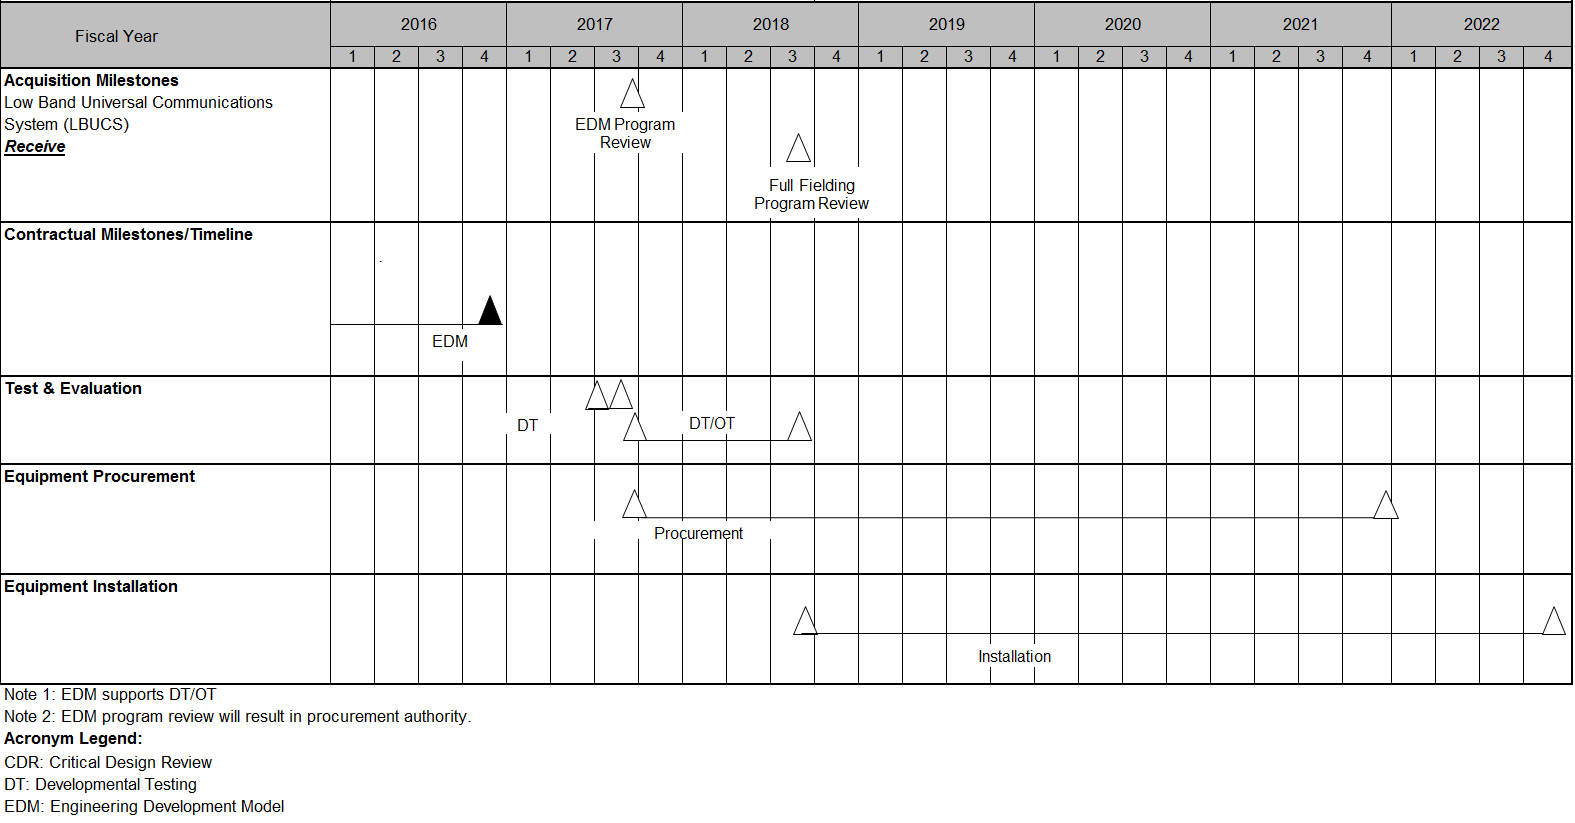 Fiscal Year
2016 2017 2018 2019 2020 2021 2022
1 2 3 4 1 2 3 4 1 2 3 4 1 2 3 4 1 2 3 4 1 2 3 4 1 2 3 4
Acquisition Milestones
Low Band Universal Communications
System (LBUCS)
Receive
EDM Program
Review
Full Fielding
Program Review
Contractual Milestones/Timeline
.
EDM
Test & Evaluation
DT
DT/OT
Equipment Procurement
Procurement
Equipment Installation
Installation
Note 1: EDM supports DT/OT
Note 2: EDM program review will result in procurement authority.
Acronym Legend:
CDR: Critical Design Review
DT: Developmental Testing
EDM: Engineering Development Model